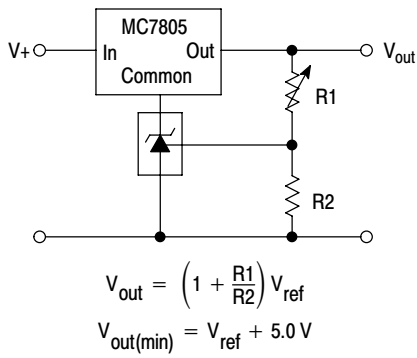 MC7805
V+ In Out Vout
Common
R1
R2
Vout = (1 + R1/R2) Vref
Vout(min) = Vref + 5.0 V